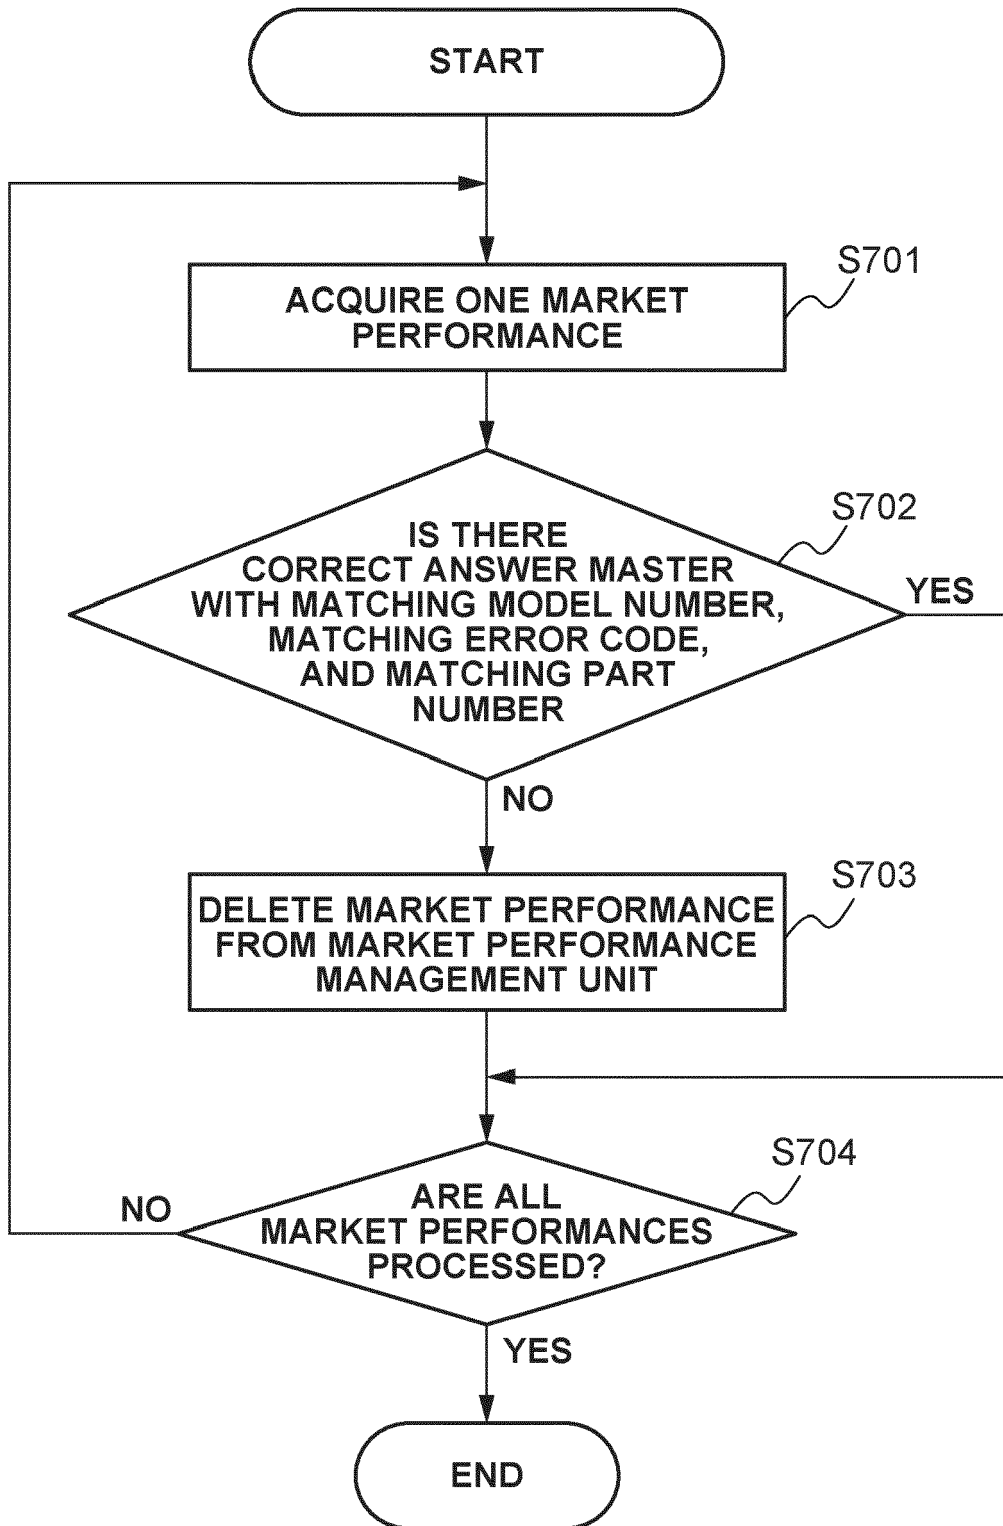 START
S701
ACQUIRE ONE MARKET
PERFORMANCE
S702
IS THERE
CORRECT ANSWER MASTER
WITH MATCHING MODEL NUMBER,
MATCHING ERROR CODE,
AND MATCHING PART
NUMBER
YES
NO
S703
DELETE MARKET PERFORMANCE
FROM MARKET PERFORMANCE
MANAGEMENT UNIT
S704
ARE ALL
MARKET PERFORMANCES
PROCESSED?
NO
YES
END